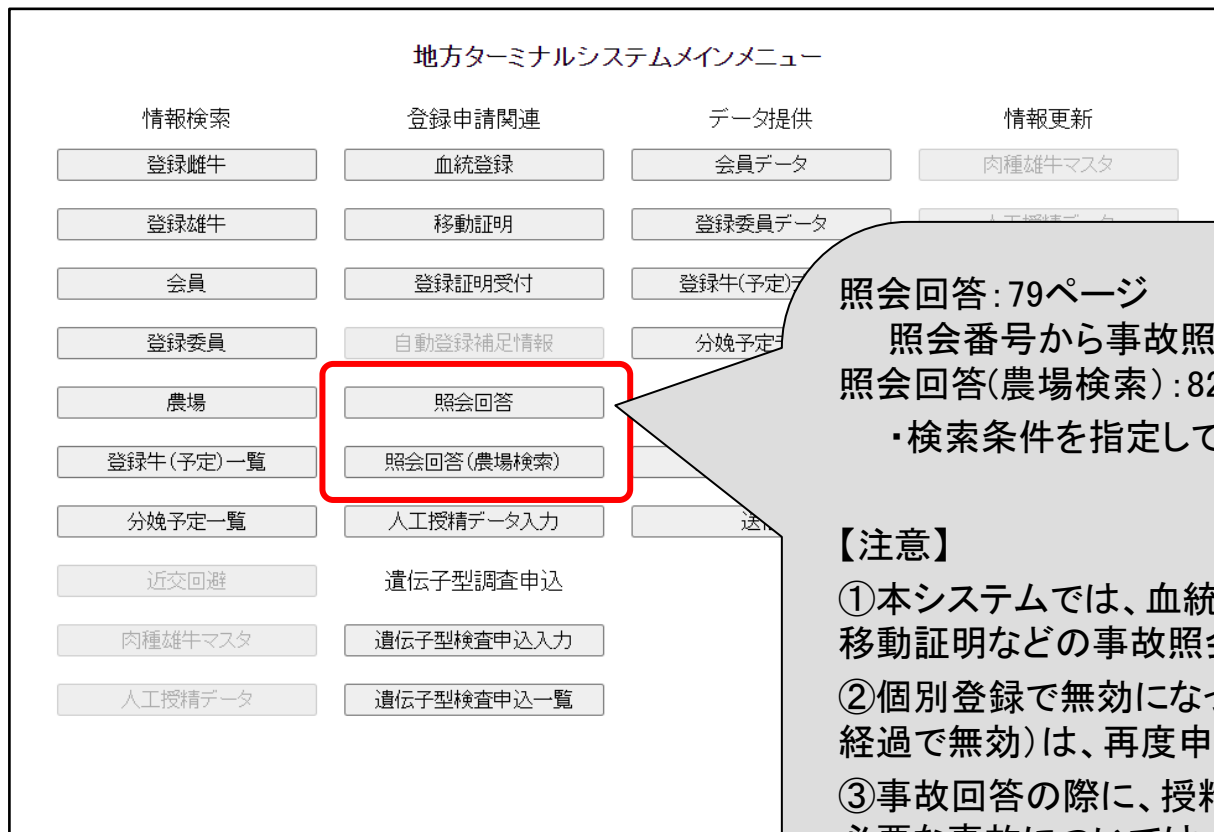 地方ターミナルシステムメインメニュー
情報検索 登録申請関連 データ提供 情報更新
登録雌牛 血統登録 会員データ 肉種雄牛マスタ
登録雄牛 移動証明 登録委員データ
会員 登録証明受付 登録牛(予定)
登録委員 自動登録補足情報 分娩予定
農場 照会回答
登録牛(予定)一覧 照会回答(農場検索)
分娩予定一覧 人工授精データ入力 送
近交回避 遺伝子型調査申込
肉種雄牛マスタ 遺伝子型検査申込入力
人工授精データ 遺伝子型検査申込一覧
照会回答:79ページ
照会番号から事故照
照会回答(農場検索):82
・検索条件を指定して
【注意】
①本システムでは、血統
移動証明などの事故照
②個別登録で無効になっ
経過で無効)は、再度申
③事故回答の際に、授